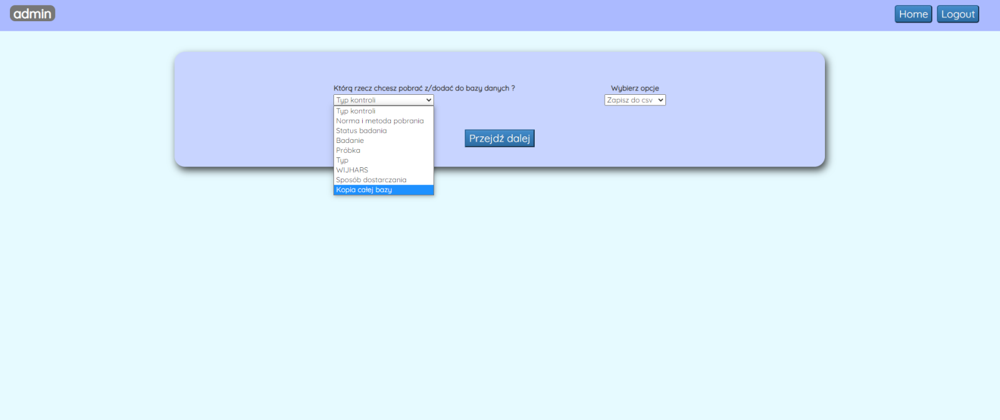 admin
Home Logout
Którą rzecz chcesz pobrać z/dodać do bazy danych ?
Typ kontroli
Typ kontroli
Norma i metoda pobrania
Status badania
Badanie
Próbka
Typ
WIJHARS
Sposób dostarczania
Kopia całej bazy
Wybierz opcje
Zapisz do csv
Przejdź dalej